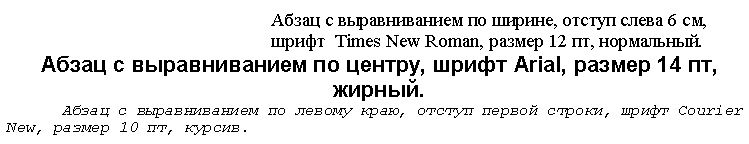 Абзац с выравниванием по ширине, отступ слева 6 см,
шрифт Times New Roman, размер 12 пт, нормальный.
Абзац с выравниванием по центру, шрифт Arial, размер 14 пт,
жирный.
Абзац с выравниванием по левому краю, отступ первой строки, шрифт Courier
New, размер 10 пт, курсив.